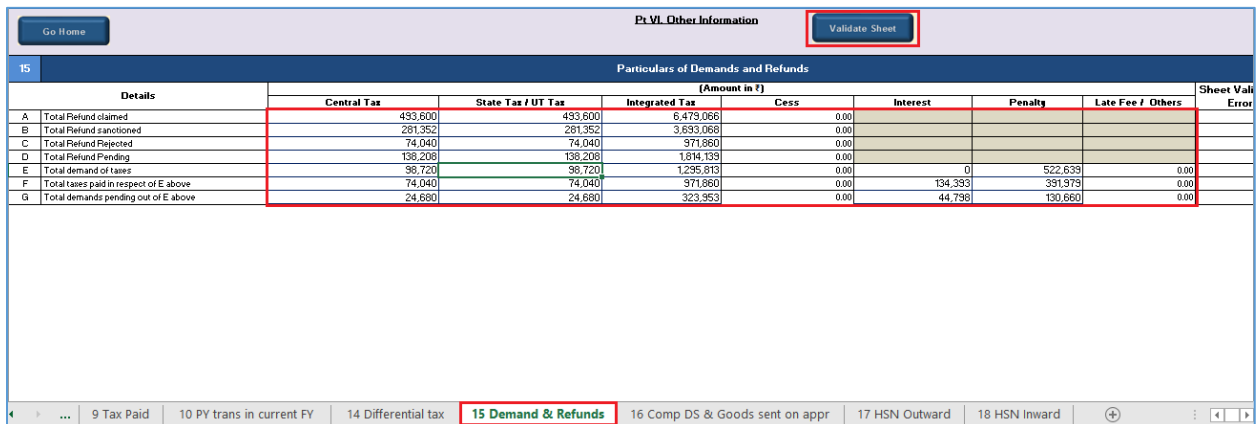 Pt VI. Other Information
Go Home
Validate Sheet
15 Particulars of Demands and Refunds
Details (Amount in ₹) Sheet Vali
Central Tax State Tax / UT Tax Integrated Tax Cess Interest Penalty Late Fee / Others Error
A Total Refund claimed 493,600 493,600 6,479,066 0.00
B Total Refund sanctioned 281,352 281,352 3,693,068 0.00
C Total Refund Rejected 74,040 74,040 971,860 0.00
D Total Refund Pending 138,208 138,208 1,814,139 0.00
E Total demand of taxes 98,720 98,720 1,295,813 0.00 0 522,639 0.00
F Total taxes paid in respect of E above 74,040 74,040 971,860 0.00 134,393 391,979 0.00
G Total demands pending out of E above 24,680 24,680 323,953 0.00 44,798 130,660 0.00
... 9 Tax Paid 10 PY trans in current FY 14 Differential tax 15 Demand & Refunds 16 Comp DS & Goods sent on appr 17 HSN Outward 18 HSN Inward